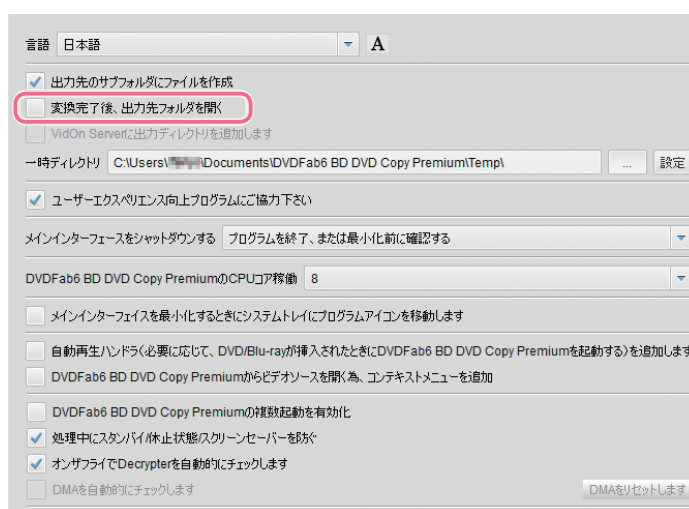 言語 日本語 A
出力先のサブフォルダにファイルを作成
変換完了後、出力先フォルダを開く
VidOn Serverに出力ディレクトリを追加します
一時ディレクトリ C:\Users\ \Documents\DVDFab6 BD DVD Copy Premium\Temp\ ... 設定
ユーザーエクスペリエンス向上プログラムにご協力下さい
メインインターフェースをシャットダウンする プログラムを終了、または最小化前に確認する
DVDFab6 BD DVD Copy PremiumのCPUコア稼働 8
メインインターフェイスを最小化するときにシステムトレイにプログラムアイコンを移動します
自動再生ハンドラ(必要に応じて、DVD/Blu-rayが挿入されたときにDVDFab6 BD DVD Copy Premiumを起動する)を追加します
DVDFab6 BD DVD Copy Premiumからビデオソースを開く為、コンテキストメニューを追加
DVDFab6 BD DVD Copy Premiumの複数起動を有効化
処理中にスタンバイ/休止状態/スクリーンセーバーを防ぐ
オンザフライでDecrypterを自動的にチェックします
DMAを自動的にチェックします DMAをリセットします